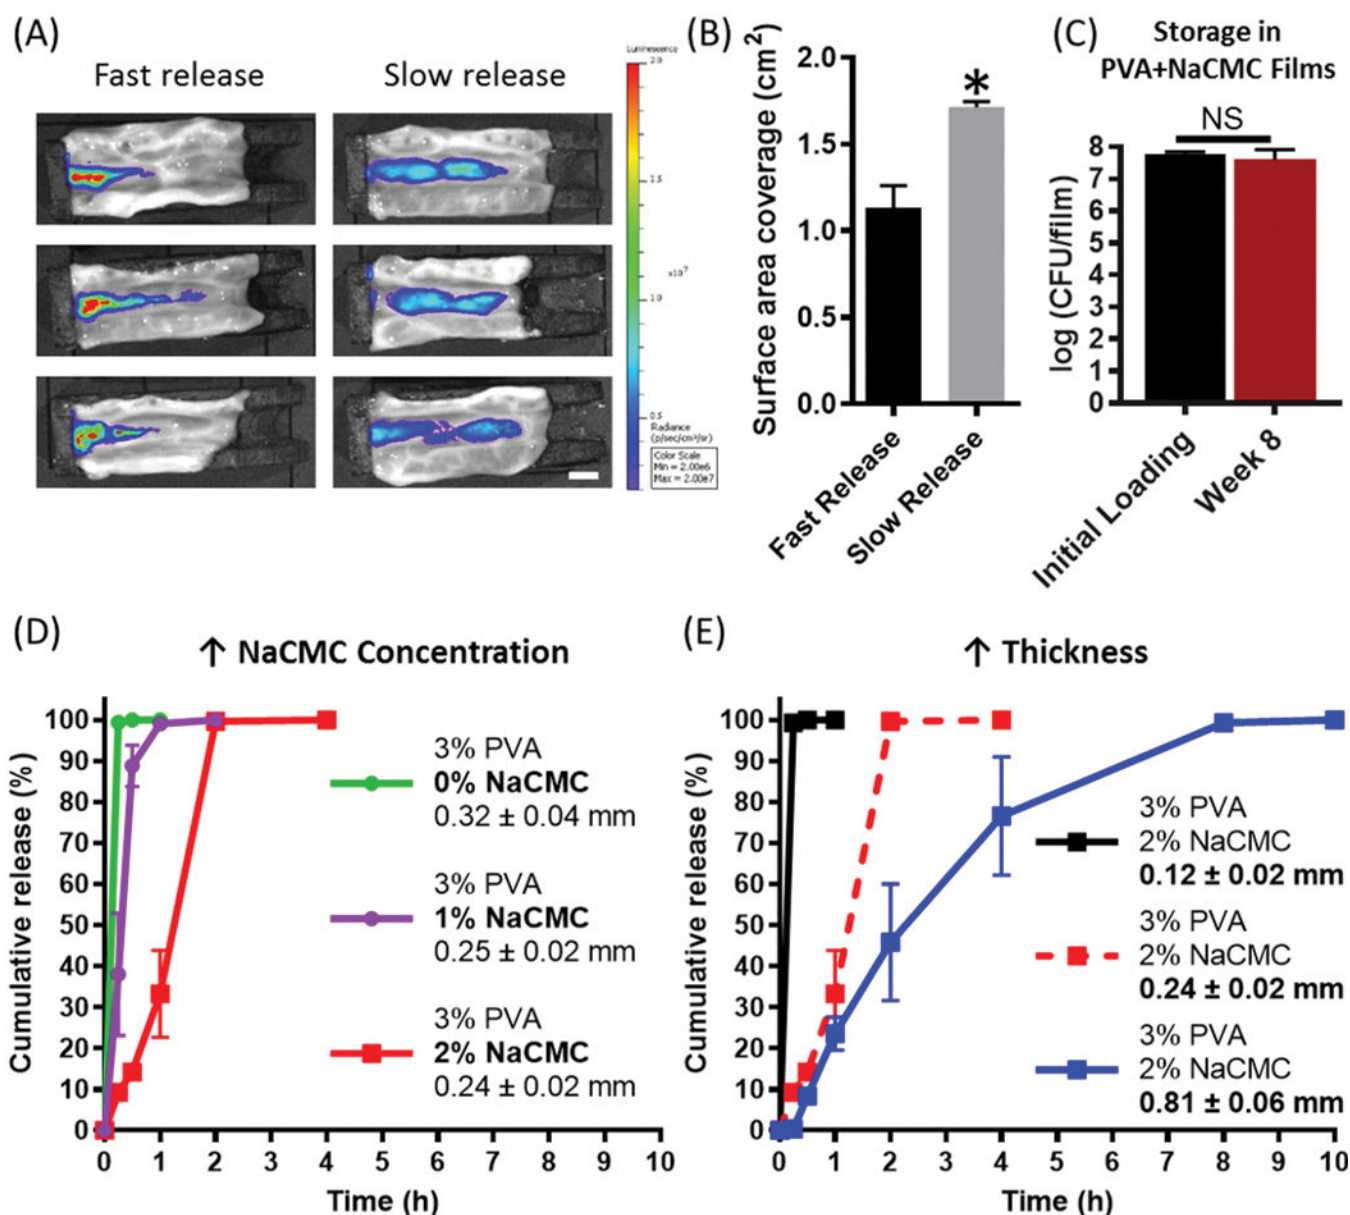 (A)
Fast release
Slow release
Luminescence
2.0
1.5
x10⁷
1.0
0.5
Radiance
(p/sec/cm²/sr)
Color Scale
Min = 2.00e6
Max = 2.00e7
(B)
Surface area coverage (cm²)
2.0
1.5
1.0
0.5
0.0
*
Fast Release
Slow Release
(C)
Storage in
PVA+NaCMC Films
NS
log (CFU/film)
8
7
6
5
4
3
2
1
0
Initial Loading
Week 8
(D)
↑ NaCMC Concentration
Cumulative release (%)
100
90
80
70
60
50
40
30
20
10
0
3% PVA
0% NaCMC
0.32 ± 0.04 mm
3% PVA
1% NaCMC
0.25 ± 0.02 mm
3% PVA
2% NaCMC
0.24 ± 0.02 mm
0 1 2 3 4 5 6 7 8 9 10
Time (h)
(E)
↑ Thickness
Cumulative release (%)
100
90
80
70
60
50
40
30
20
10
0
3% PVA
2% NaCMC
0.12 ± 0.02 mm
3% PVA
2% NaCMC
0.24 ± 0.02 mm
3% PVA
2% NaCMC
0.81 ± 0.06 mm
0 1 2 3 4 5 6 7 8 9 10
Time (h)